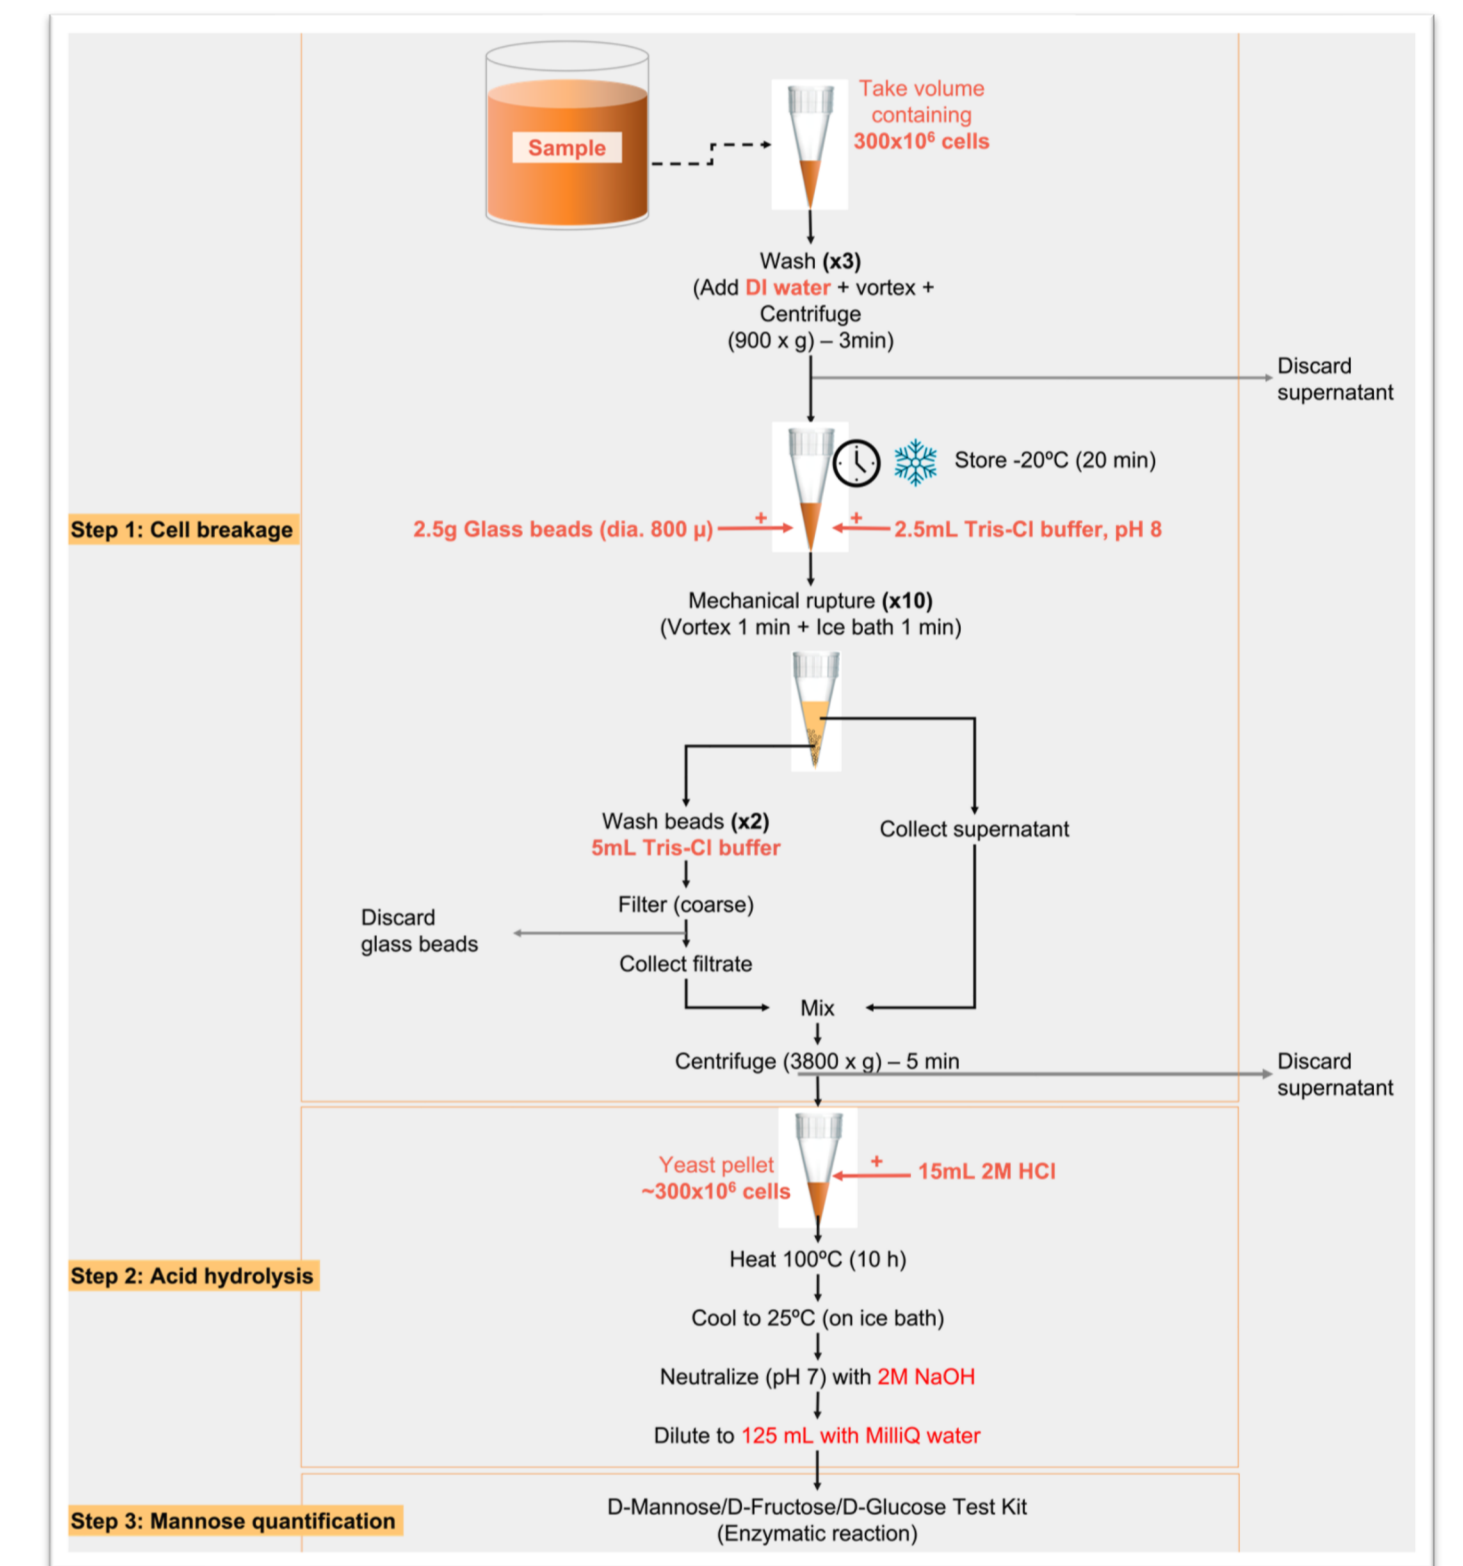 Sample
Take volume
containing
300x10⁶ cells
Wash (x3)
(Add DI water + vortex +
Centrifuge
(900 x g) – 3min)
Discard
supernatant
Store -20ºC (20 min)
Step 1: Cell breakage
2.5g Glass beads (dia. 800 µ)
+
+
2.5mL Tris-Cl buffer, pH 8
Mechanical rupture (x10)
(Vortex 1 min + Ice bath 1 min)
Wash beads (x2)
5mL Tris-Cl buffer
Collect supernatant
Filter (coarse)
Discard
glass beads
Collect filtrate
Mix
Centrifuge (3800 x g) – 5 min
Discard
supernatant
Yeast pellet
~300x10⁶ cells
+
15mL 2M HCl
Heat 100ºC (10 h)
Step 2: Acid hydrolysis
Cool to 25ºC (on ice bath)
Neutralize (pH 7) with 2M NaOH
Dilute to 125 mL with MilliQ water
Step 3: Mannose quantification
D-Mannose/D-Fructose/D-Glucose Test Kit
(Enzymatic reaction)